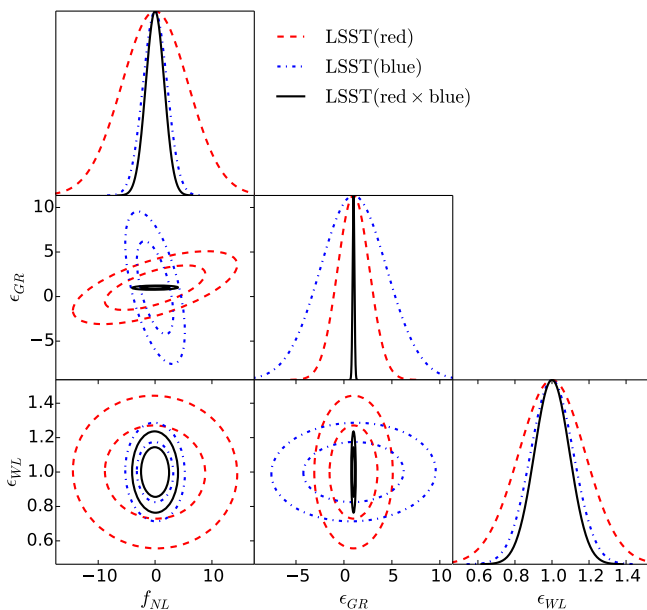 LSST(red)
LSST(blue)
LSST(red × blue)
10
5
0
−5
ϵ_GR
1.4
1.2
1.0
0.8
0.6
ϵ_WL
−10 0 10
f_NL
−5 0 5 10
ϵ_GR
0.6 0.8 1.0 1.2 1.4
ϵ_WL